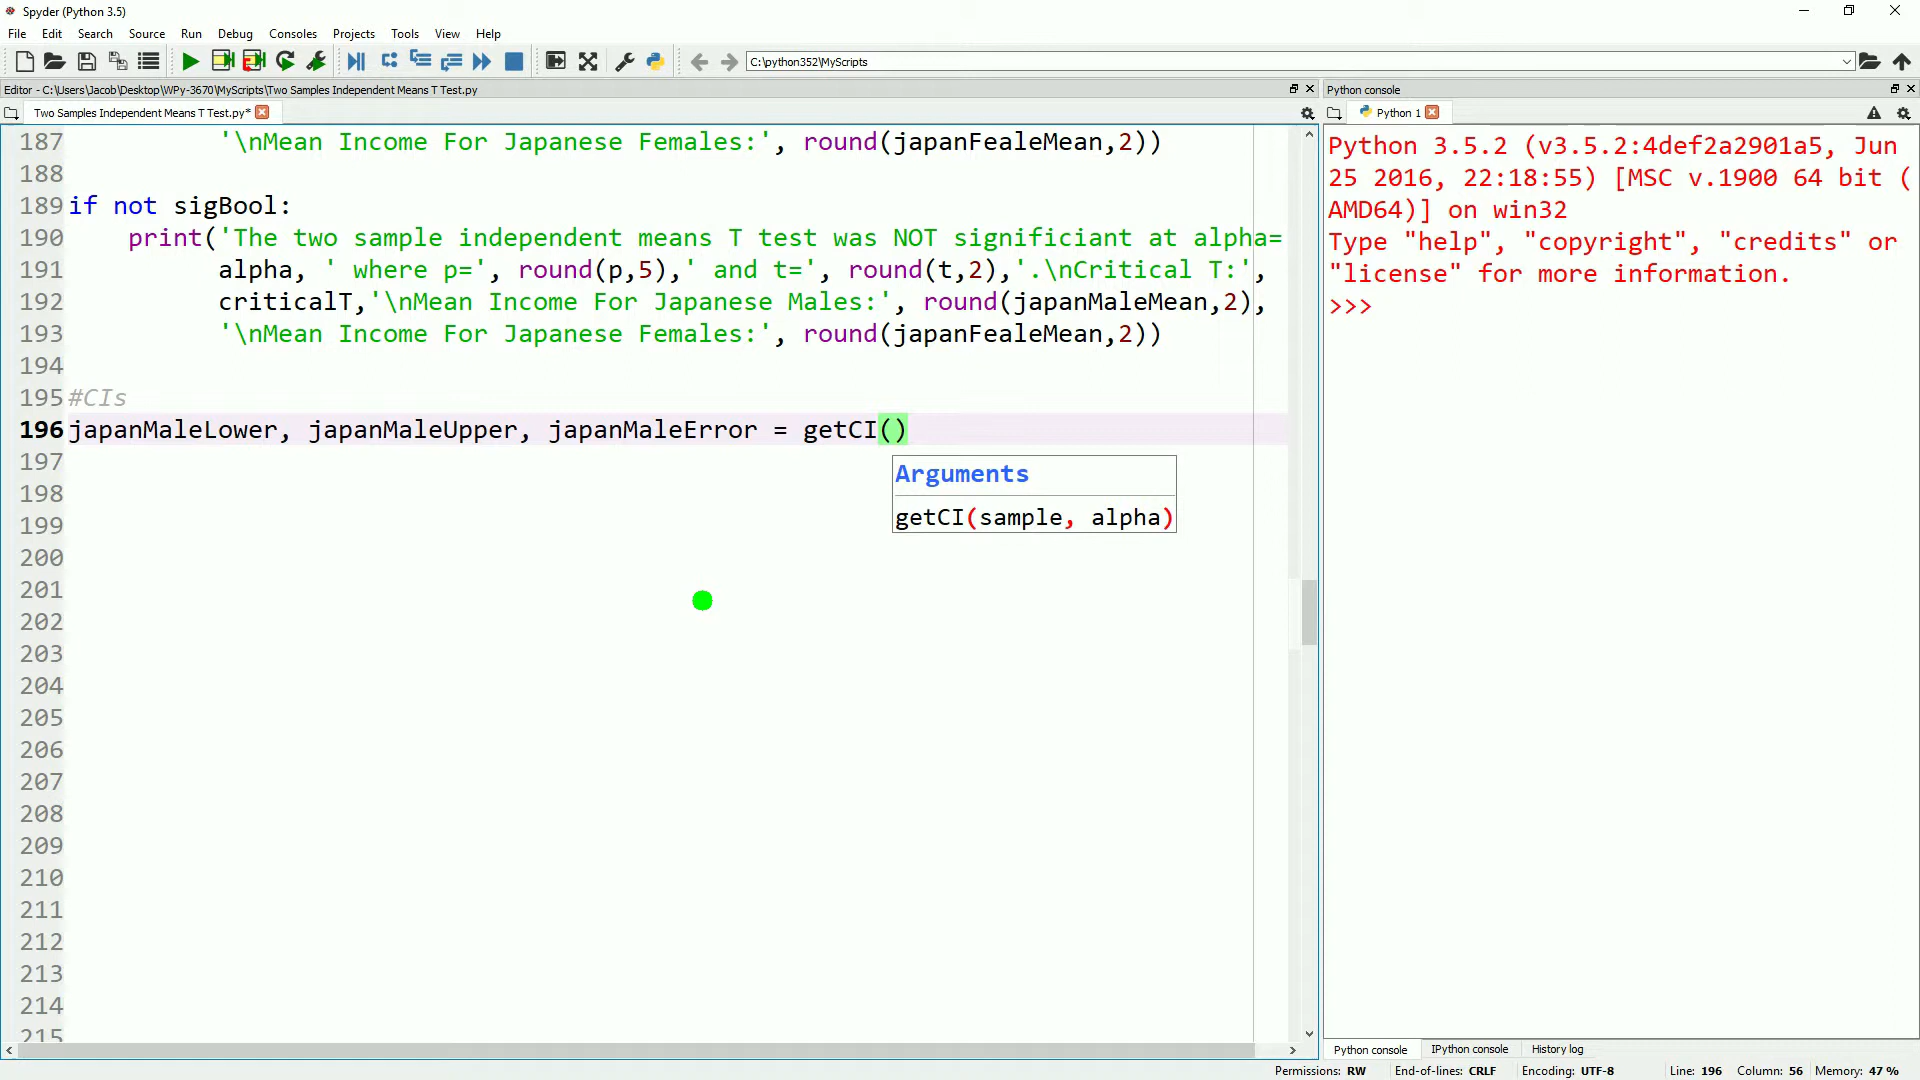 Spyder (Python 3.5)
File Edit Search Source Run Debug Consoles Projects Tools View Help
C:\python352\MyScripts
Editor - C:\Users\Jacob\Desktop\WPy-3670\MyScripts\Two Samples Independent Means T Test.py
Python console
Two Samples Independent Means T Test.py*
Python 1
187 '\nMean Income For Japanese Females:', round(japanFealeMean,2))
188
189 if not sigBool:
190 print('The two sample independent means T test was NOT significiant at alpha=
191 alpha, ' where p=', round(p,5),' and t=', round(t,2),'.\nCritical T:',
192 criticalT,'\nMean Income For Japanese Males:', round(japanMaleMean,2),
193 '\nMean Income For Japanese Females:', round(japanFealeMean,2))
194
195 #CIs
196 japanMaleLower, japanMaleUpper, japanMaleError = getCI()
197
Arguments
198
getCI(sample, alpha)
199
200
201
202
203
204
205
206
207
208
209
210
211
212
213
214
215
Python 3.5.2 (v3.5.2:4def2a2901a5, Jun
25 2016, 22:18:55) [MSC v.1900 64 bit (
AMD64)] on win32
Type "help", "copyright", "credits" or
"license" for more information.
>>>
Python console IPython console History log
Permissions: RW End-of-lines: CRLF Encoding: UTF-8 Line: 196 Column: 56 Memory: 47 %